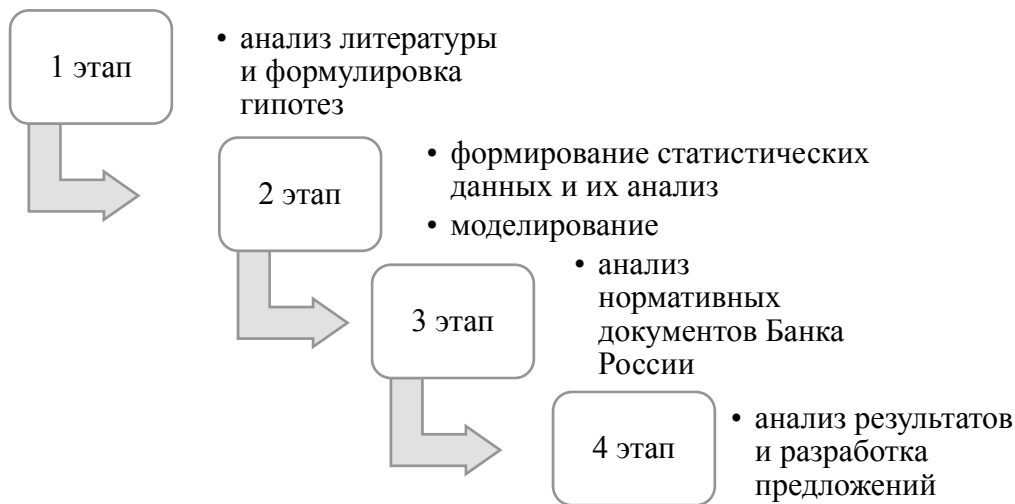 1 этап
• анализ литературы
и формулировка
гипотез
2 этап
• формирование статистических
данных и их анализ
• моделирование
3 этап
• анализ
нормативных
документов Банка
России
4 этап
• анализ результатов
и разработка
предложений